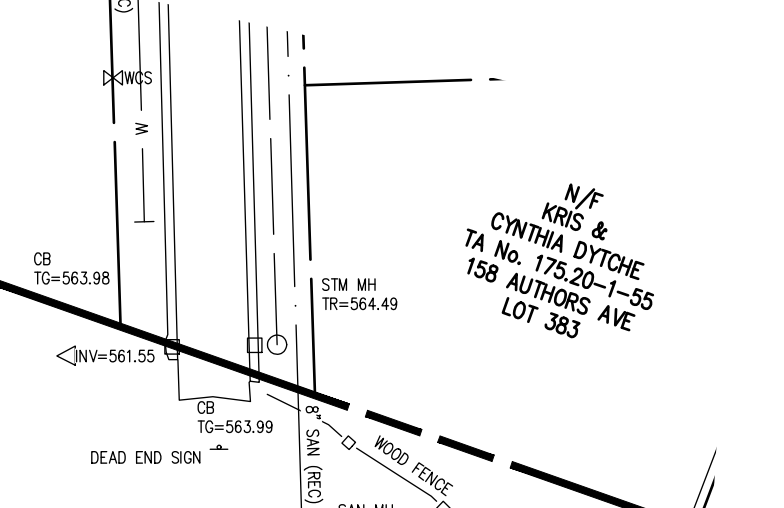 C)
WCS
W
N/F
KRIS &
CYNTHIA DYTCHE
TA No. 175.20-1-55
158 AUTHORS AVE
LOT 383
CB
TG=563.98
STM MH
TR=564.49
INV=561.55
CB
TG=563.99
DEAD END SIGN
8" SAN (REC)
WOOD FENCE
SAN MH